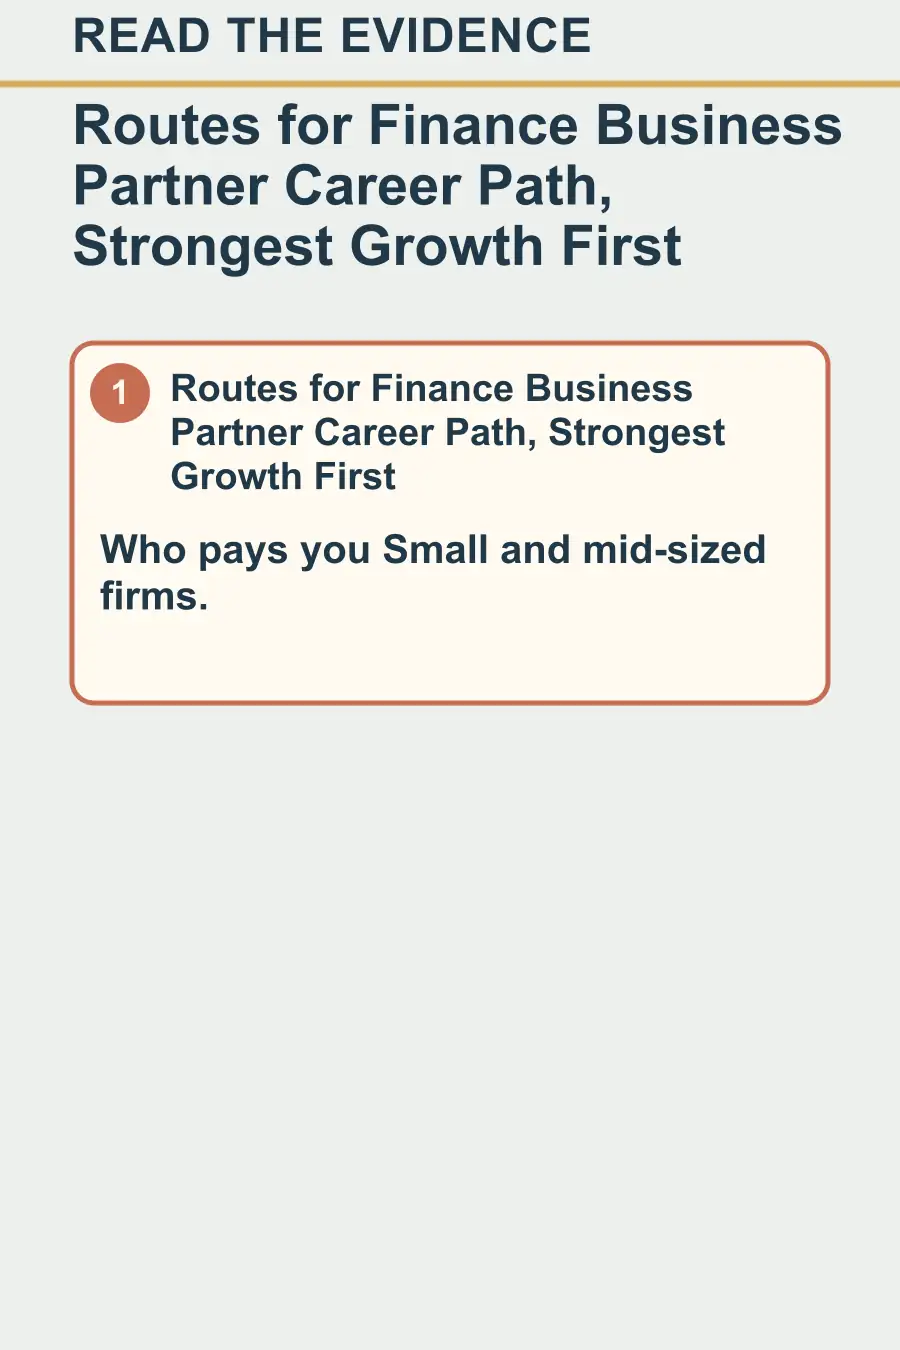 READ THE EVIDENCE
Routes for Finance Business
Partner Career Path,
Strongest Growth First
1
Routes for Finance Business
Partner Career Path, Strongest
Growth First
Who pays you Small and mid-sized
firms.